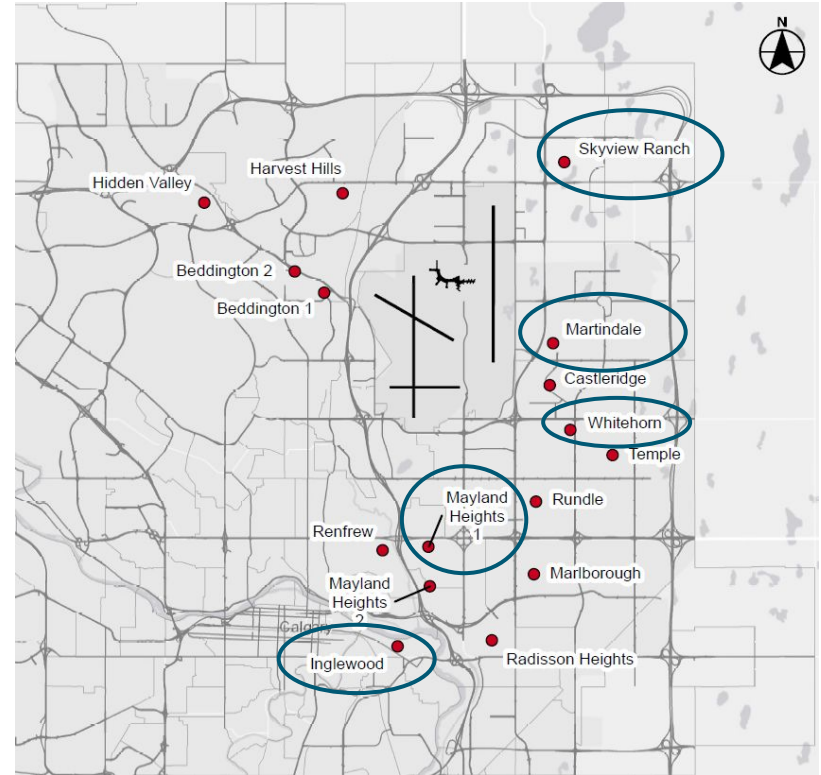 N
Skyview Ranch
Harvest Hills
Hidden Valley
Beddington 2
Beddington 1
Martindale
Castleridge
Whitehorn
Temple
Mayland
Heights
1
Rundle
Renfrew
Marlborough
Mayland
Heights
2
Calgary
Inglewood
Radisson Heights